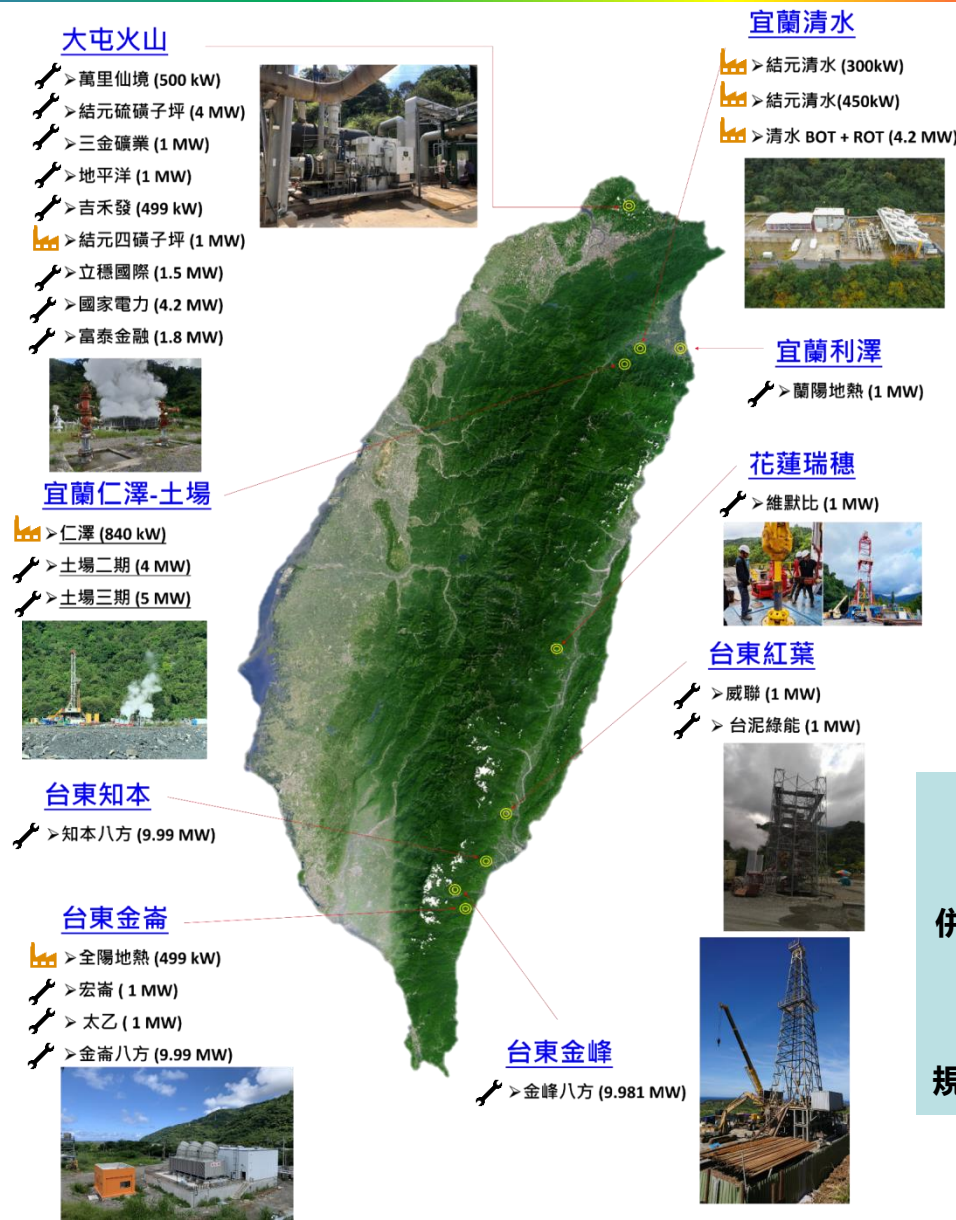 大屯火山
➢萬里仙境 (500 kW)
➢結元硫磺子坪 (4 MW)
➢三金礦業 (1 MW)
➢地平洋 (1 MW)
➢吉禾發 (499 kW)
➢結元四磺子坪 (1 MW)
➢立穩國際 (1.5 MW)
➢國家電力 (4.2 MW)
➢富泰金融 (1.8 MW)
宜蘭清水
➢結元清水 (300kW)
➢結元清水(450kW)
➢清水 BOT + ROT (4.2 MW)
宜蘭利澤
➢蘭陽地熱 (1 MW)
宜蘭仁澤-土場
➢仁澤 (840 kW)
➢土場二期 (4 MW)
➢土場三期 (5 MW)
花蓮瑞穗
➢維默比 (1 MW)
台東紅葉
➢威聯 (1 MW)
➢ 台泥綠能 (1 MW)
台東知本
➢知本八方 (9.99 MW)
台東金崙
➢全陽地熱 (499 kW)
➢宏崙 ( 1 MW)
➢ 太乙 ( 1 MW)
➢金崙八方 (9.99 MW)
台東金峰
➢金峰八方 (9.981 MW)
併
規